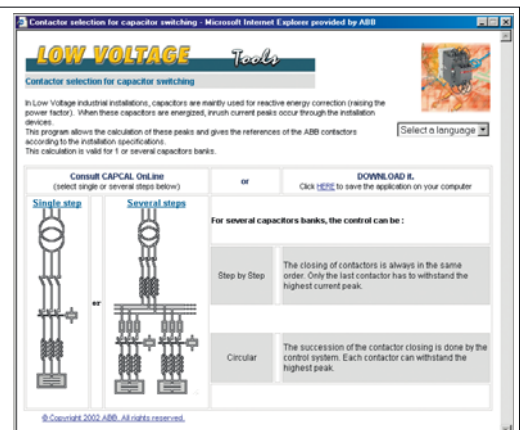 Contactor selection for capacitor switching - Microsoft Internet Explorer provided by ABB
LOW VOLTAGE Tools
Contactor selection for capacitor switching
In Low Voltage industrial installations, capacitors are mainly used for reactive energy correction (raising the
power factor). When these capacitors are energized, inrush current peaks occur through the installation
devices.
This program allows the calculation of these peaks and gives the references of the ABB contactors
according to the installation specifications.
This calculation is valid for 1 or several capacitors banks.
Select a language
Consult CAPCAL OnLine
(select single or several steps below)
or
DOWNLOAD it.
Click HERE to save the application on your computer
Single step
or
Several steps
For several capacitors banks, the control can be :
Step by Step
The closing of contactors is always in the same
order. Only the last contactor has to withstand the
highest current peak.
Circular
The succession of the contactor closing is done by the
control system. Each contactor can withstand the
highest peak.
© Copyright 2002 ABB. All rights reserved.